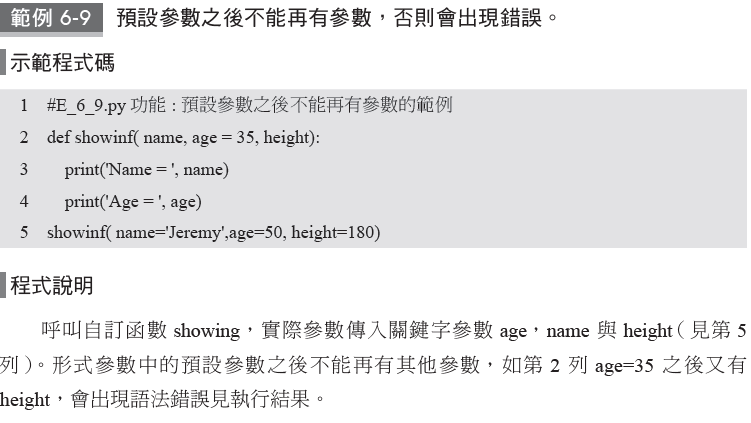 範例 6-9 預設參數之後不能再有參數，否則會出現錯誤。
示範程式碼
1 #E_6_9.py 功能 : 預設參數之後不能再有參數的範例
2 def showinf( name, age = 35, height):
3     print('Name = ', name)
4     print('Age = ', age)
5 showinf( name='Jeremy',age=50, height=180)
程式說明
呼叫自訂函數 showing，實際參數傳入關鍵字參數 age，name 與 height（見第 5
列）。形式參數中的預設參數之後不能再有其他參數，如第 2 列 age=35 之後又有
height，會出現語法錯誤見執行結果。